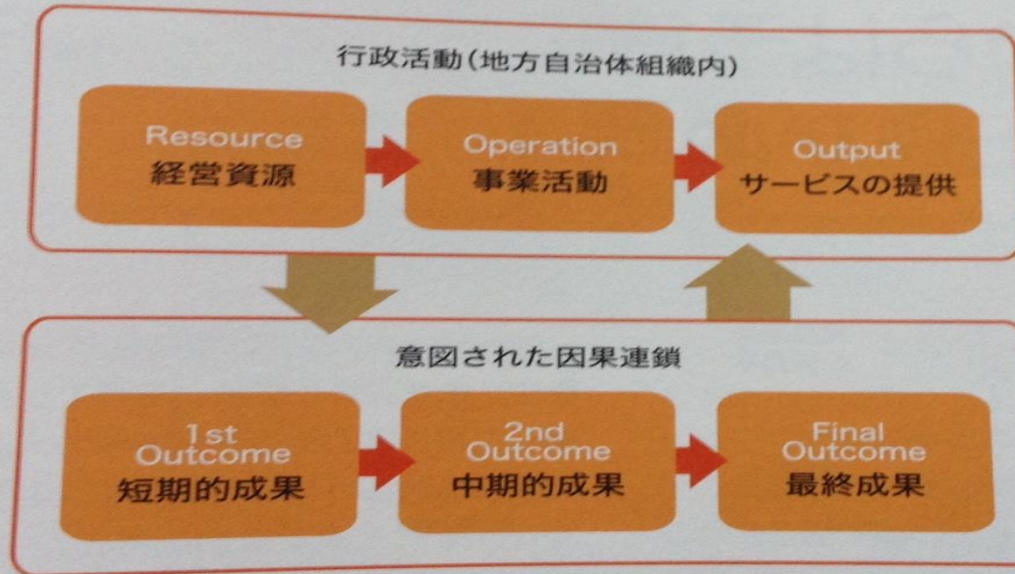 行政活動(地方自治体組織内)
Resource
経営資源
Operation
事業活動
Output
サービスの提供
意図された因果連鎖
1st
Outcome
短期的成果
2nd
Outcome
中期的成果
Final
Outcome
最終成果